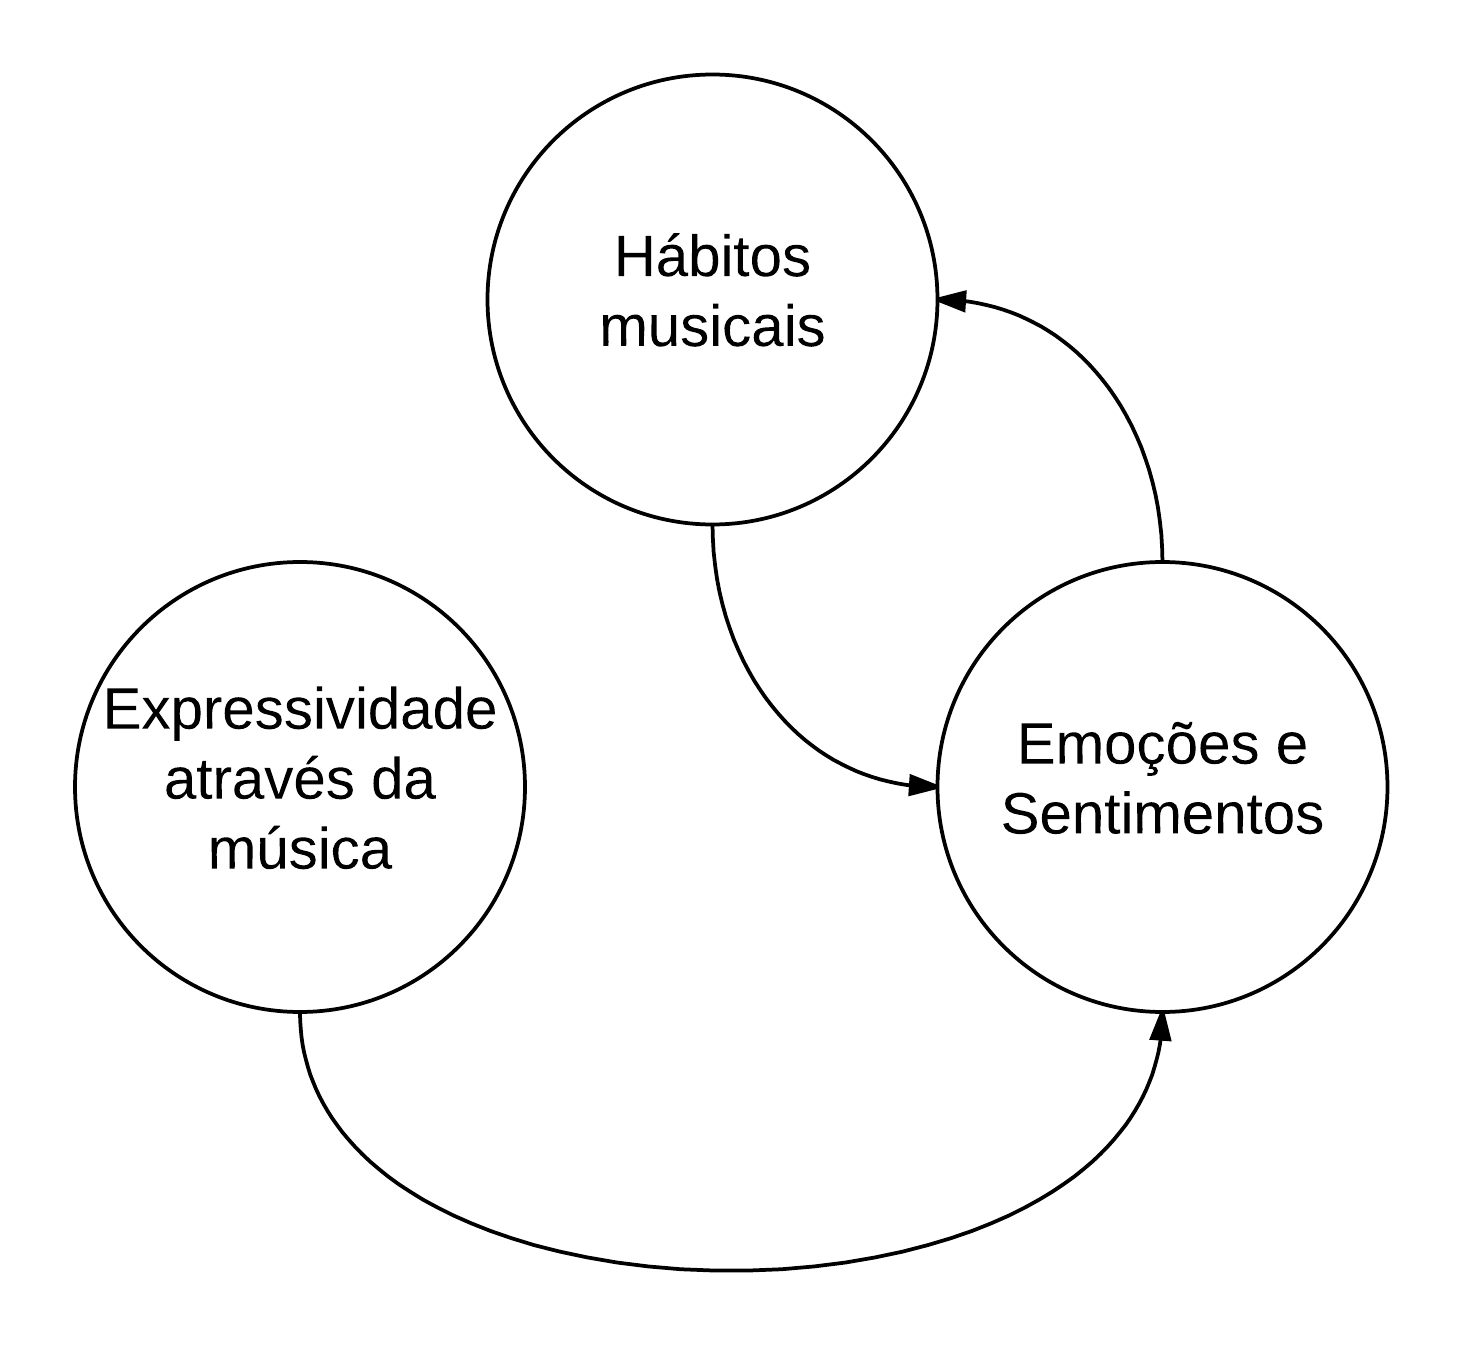 Hábitos
musicais
Expressividade
através da
música
Emoções e
Sentimentos